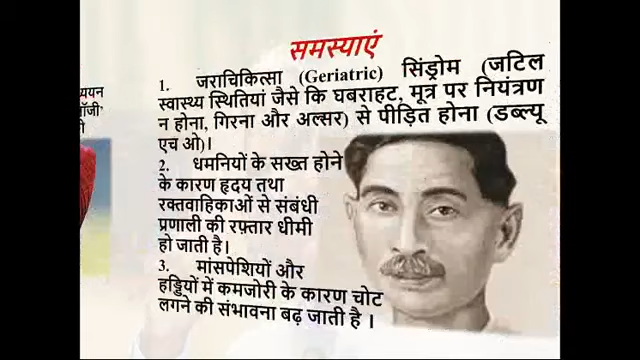 समस्याएं
1. जराचिकित्सा (Geriatric) सिंड्रोम (जटिल
स्वास्थ्य स्थितियां जैसे कि घबराहट, मूत्र पर नियंत्रण
न होना, गिरना और अल्सर) से पीड़ित होना (डब्ल्यू
एच ओ)।
2. धमनियों के सख्त होने
के कारण हृदय तथा
रक्तवाहिकाओं से संबंधी
प्रणाली की रफ़्तार धीमी
हो जाती है।
3. मांसपेशियों और
हड्डियों में कमजोरी के कारण चोट
लगने की संभावना बढ़ जाती है ।